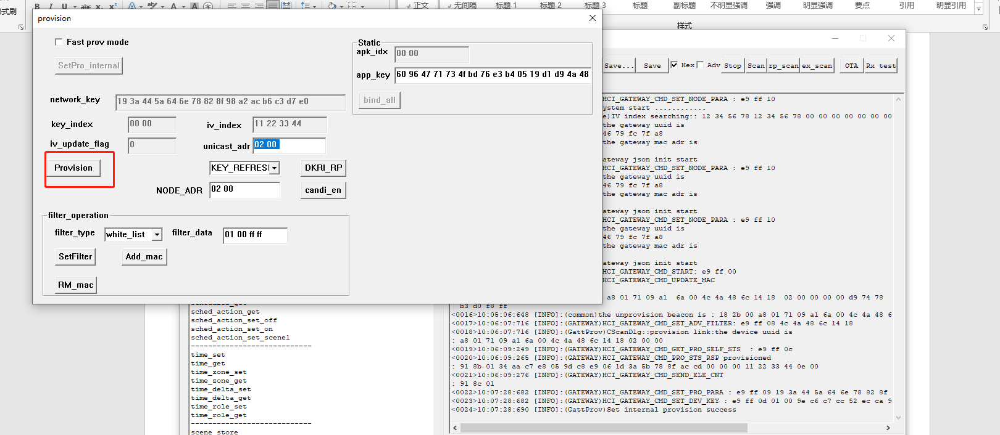 各式刷
B I U abc X₂ X²
正文 无间隔 标题 1 标题 2 标题 3 标题 副标题 不明显强调 强调 明显强调 要点 引用 明显引用
样式
provision
Fast prov mode
SetPro_internal
network_key 19 3a 44 5a 64 6e 78 82 8f 98 a2 ac b6 c3 d7 e0
key_index 00 00 iv_index 11 22 33 44
iv_update_flag 0 unicast_adr 02 00
Provision KEY_REFRESH DKRI_RP
NODE_ADR 02 00 candi_en
filter_operation
filter_type white_list filter_data 01 00 ff ff
SetFilter Add_mac
RM_mac
Static
apk_idx 00 00
app_key 60 96 47 71 73 4f bd 76 e3 b4 05 19 d1 d9 4a 48
bind_all
Save... Save Hex Adv Stop Scan rp_scan ex_scan OTA Rx test
HCI_GATEWAY_CMD_SET_NODE_PARA : e9 ff 10
ystem start ............
e)IV index searching:: 12 34 56 78 12 34 56 78 00 00 00 00 00 00 00
the gateway uuid is
46 79 fc 7f a8
the gateway mac adr is
ateway json init start
HCI_GATEWAY_CMD_SET_NODE_PARA : e9 ff 10
the gateway uuid is
46 79 fc 7f a8
the gateway mac adr is
ateway json init start
HCI_GATEWAY_CMD_SET_NODE_PARA : e9 ff 10
the gateway uuid is
46 79 fc 7f a8
the gateway mac adr is
ateway json init start
HCI_GATEWAY_CMD_START: e9 ff 00
HCI_GATEWAY_CMD_UPDATE_MAC
a8 01 71 09 a1 6a 00 4c 4a 48 6c 14 18 02 00 00 00 00 d9 74 78
b3 d0 f8 ff
<0016>10:05:06:648 [INFO]:(common)the unprovision beacon is : 18 2b 00 a8 01 71 09 a1 6a 00 4c 4a 48 6
<0017>10:06:07:716 [INFO]:(GATEWAY)HCI_GATEWAY_CMD_SET_ADV_FILTER: e9 ff 08 4c 4a 48 6c 14 18
<0018>10:06:07:716 [INFO]:(GattProv)CScanDlg::provision link:the device uuid is
: a8 01 71 09 a1 6a 00 4c 4a 48 6c 14 18 02 00 00
<0019>10:06:09:249 [INFO]:(GATEWAY)HCI_GATEWAY_CMD_GET_PRO_SELF_STS : e9 ff 0c
<0020>10:06:09:265 [INFO]:(GATEWAY)HCI_GATEWAY_CMD_PRO_STS_RSP provisioned
: 91 8b 01 34 aa c7 e8 05 9d c8 e9 06 1d 3a 5b 78 8f ac cd 00 00 00 11 22 33 44 0e 00
<0021>10:06:09:276 [INFO]:(GATEWAY)HCI_GATEWAY_CMD_SEND_ELE_CNT
: 91 8c 01
<0022>10:07:28:682 [INFO]:(GATEWAY)HCI_GATEWAY_CMD_SET_PRO_PARA : e9 ff 09 19 3a 44 5a 64 6e 78 82 8f
<0023>10:07:28:682 [INFO]:(GATEWAY)HCI_GATEWAY_CMD_SET_DEV_KEY : e9 ff 0d 01 00 9e c6 c7 cc 52 ec ca 9
<0024>10:07:28:690 [INFO]:(GattProv)Set internal provision success
scheduler_get
sched_action_get
sched_action_set_off
sched_action_set_on
sched_action_set_scene1
----------------------------
time_set
time_get
time_zone_set
time_zone_get
time_delta_set
time_delta_get
time_role_set
time_role_get
----------------------------
scene store